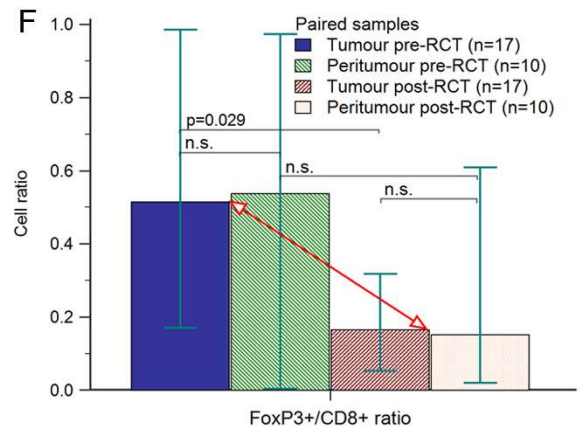 F
Paired samples
Tumour pre-RCT (n=17)
Peritumour pre-RCT (n=10)
Tumour post-RCT (n=17)
Peritumour post-RCT (n=10)
1.0
0.8
0.6
0.4
0.2
0.0
Cell ratio
p=0.029
n.s.
n.s.
n.s.
FoxP3+/CD8+ ratio